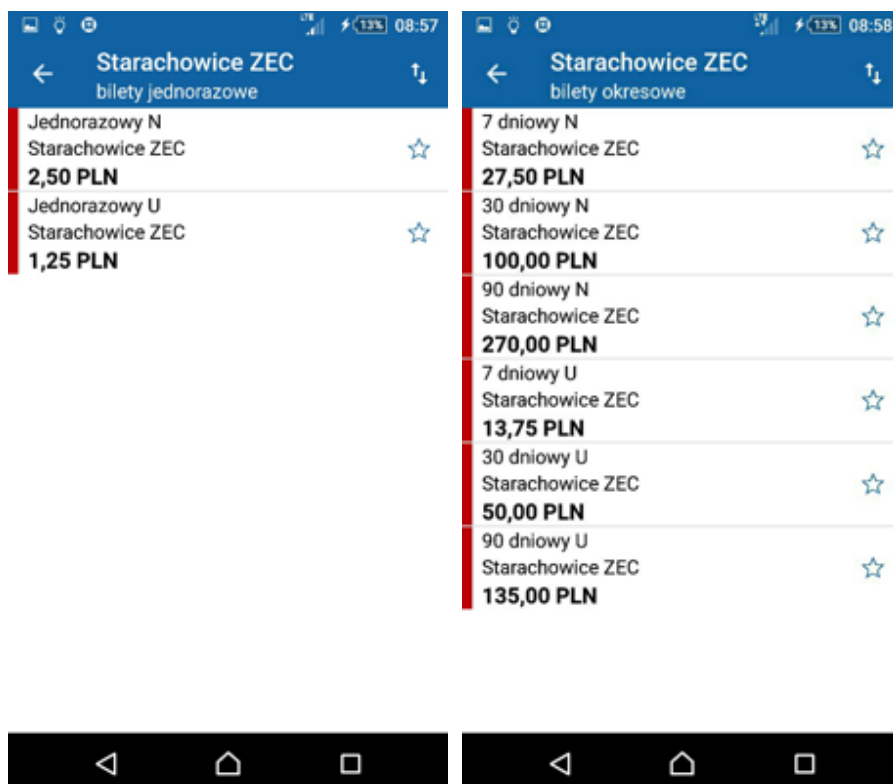 LTE 13% 08:57
Starachowice ZEC
bilety jednorazowe
Jednorazowy N
Starachowice ZEC
2,50 PLN
Jednorazowy U
Starachowice ZEC
1,25 PLN
13% 08:58
Starachowice ZEC
bilety okresowe
7 dniowy N
Starachowice ZEC
27,50 PLN
30 dniowy N
Starachowice ZEC
100,00 PLN
90 dniowy N
Starachowice ZEC
270,00 PLN
7 dniowy U
Starachowice ZEC
13,75 PLN
30 dniowy U
Starachowice ZEC
50,00 PLN
90 dniowy U
Starachowice ZEC
135,00 PLN